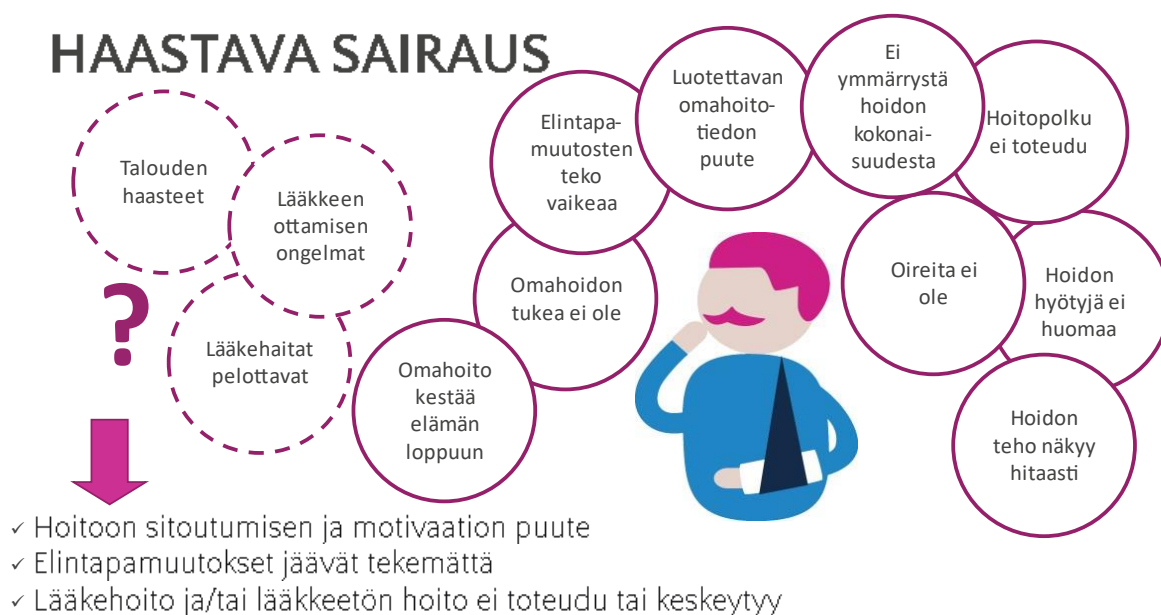 HAASTAVA SAIRAUS
Talouden
haasteet
Lääkkeen
ottamisen
ongelmat
?
Lääkehaitat
pelottavat
Omahoito
kestää
elämän
loppuun
Omahoidon
tukea ei ole
Elintapa-
muutosten
teko
vaikeaa
Luotettavan
omahoito-
tiedon
puute
Ei
ymmärrystä
hoidon
kokonai-
suudesta
Hoitopolku
ei toteudu
Oireita ei
ole
Hoidon
hyötyjä ei
huomaa
Hoidon
teho näkyy
hitaasti
✓ Hoitoon sitoutumisen ja motivaation puute
✓ Elintapamuutokset jäävät tekemättä
✓ Lääkehoito ja/tai lääkkeetön hoito ei toteudu tai keskeytyy